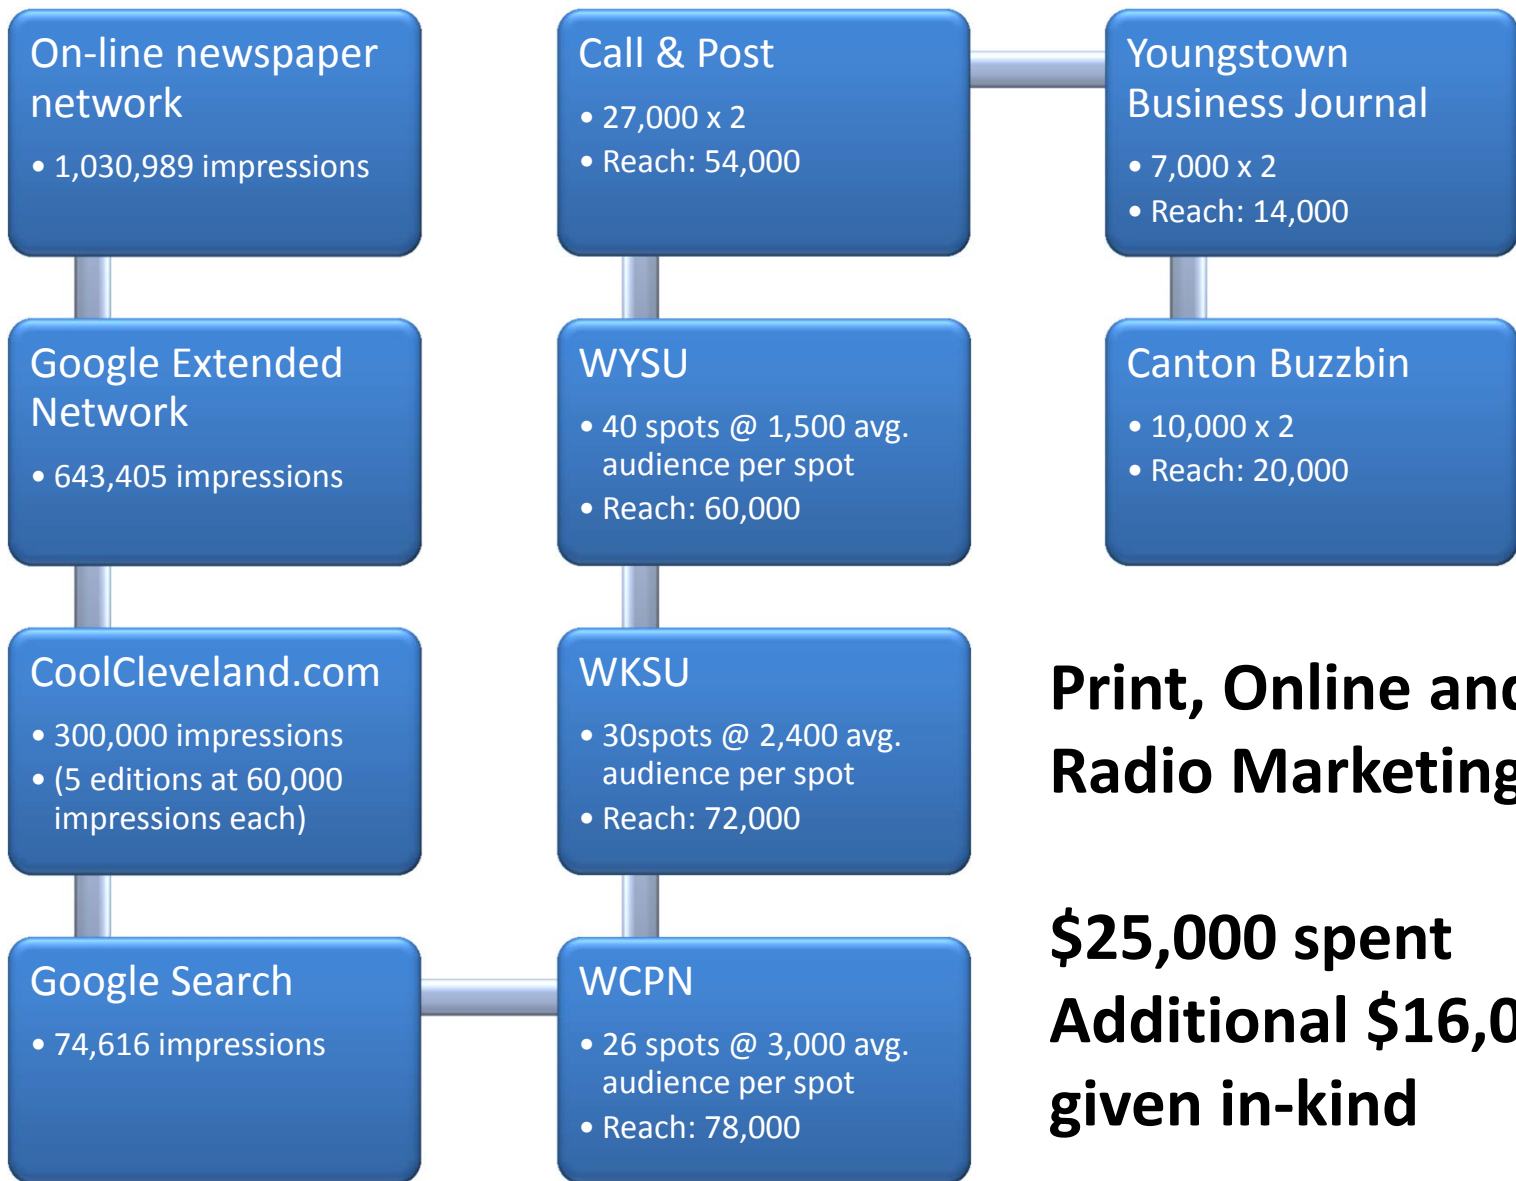 On-line newspaper
network
• 1,030,989 impressions
Google Extended
Network
• 643,405 impressions
CoolCleveland.com
• 300,000 impressions
• (5 editions at 60,000
impressions each)
Google Search
• 74,616 impressions
WCPN
• 26 spots @ 3,000 avg.
audience per spot
• Reach: 78,000
WKSU
• 30spots @ 2,400 avg.
audience per spot
• Reach: 72,000
WYSU
• 40 spots @ 1,500 avg.
audience per spot
• Reach: 60,000
Call & Post
• 27,000 x 2
• Reach: 54,000
Youngstown
Business Journal
• 7,000 x 2
• Reach: 14,000
Canton Buzzbin
• 10,000 x 2
• Reach: 20,000
Print, Online and
Radio Marketing
$25,000 spent
Additional $16,0
given in-kind